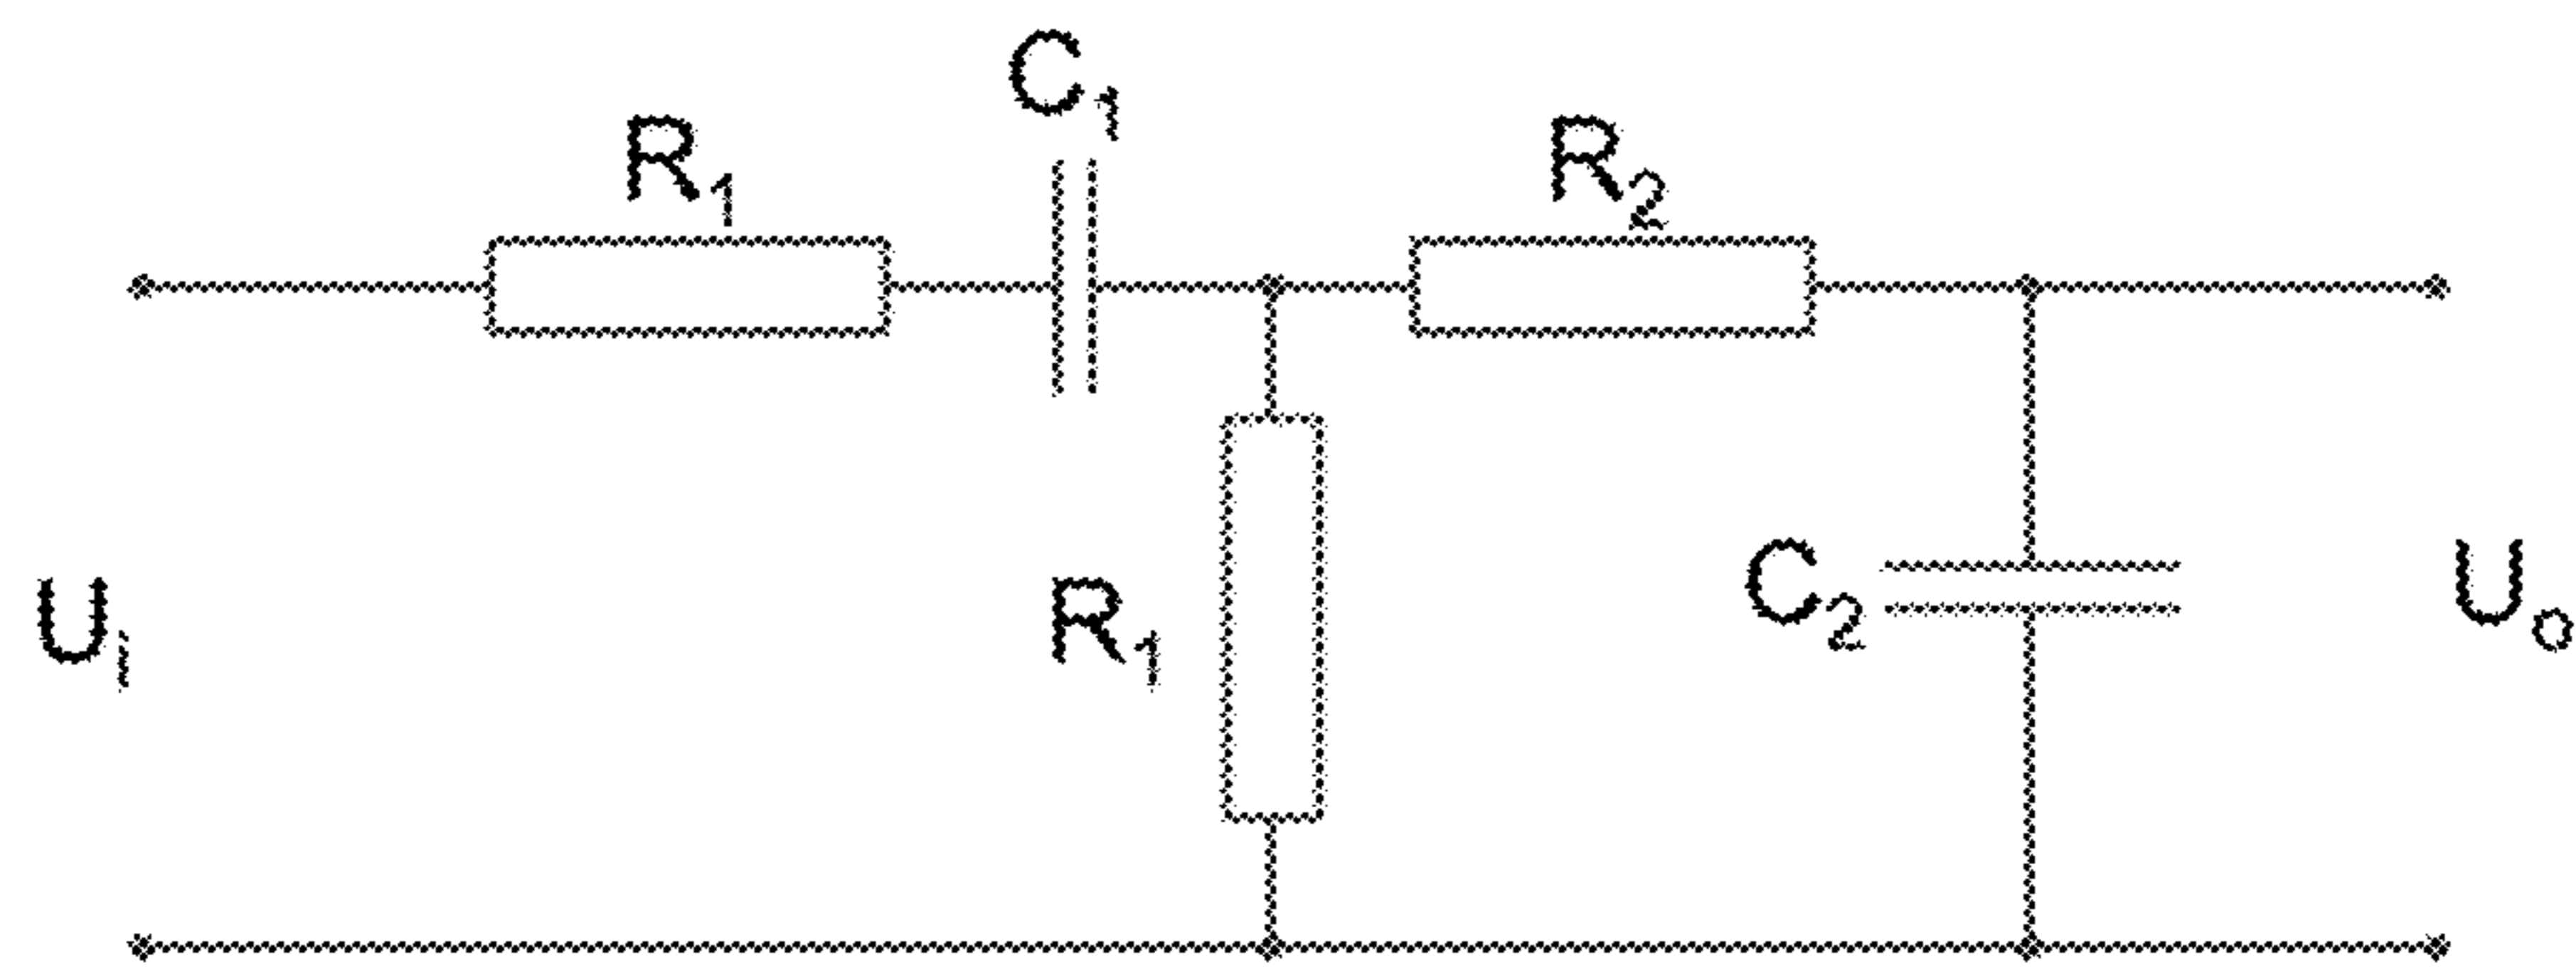 C₁
R₁
R₂
Uᵢ
R₁
C₂
Uₒ